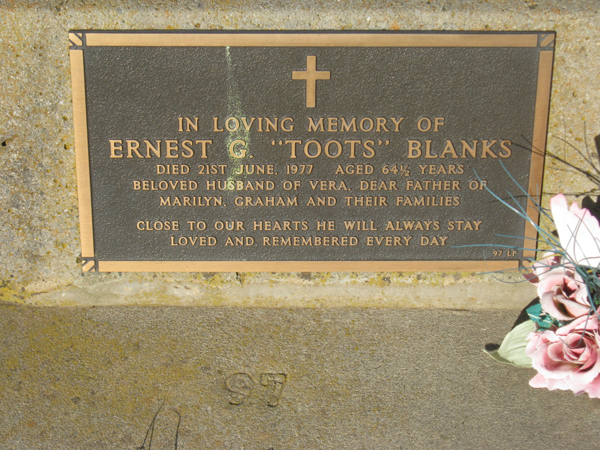 IN LOVING MEMORY OF
ERNEST G. "TOOTS" BLANKS
DIED 21ST JUNE, 1977 AGED 64½ YEARS
BELOVED HUSBAND OF VERA, DEAR FATHER OF
MARILYN, GRAHAM AND THEIR FAMILIES
CLOSE TO OUR HEARTS HE WILL ALWAYS STAY
LOVED AND REMEMBERED EVERY DAY
97 LP
97